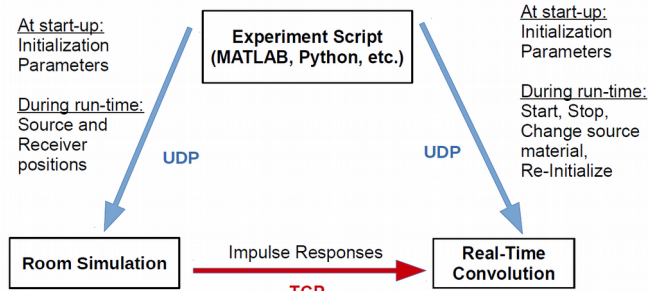 At start-up:
Initialization
Parameters
During run-time:
Source and
Receiver
positions
Experiment Script
(MATLAB, Python, etc.)
At start-up:
Initialization
Parameters
During run-time:
Start, Stop,
Change source
material,
Re-Initialize
UDP
UDP
Room Simulation
Impulse Responses
TCP
Real-Time
Convolution